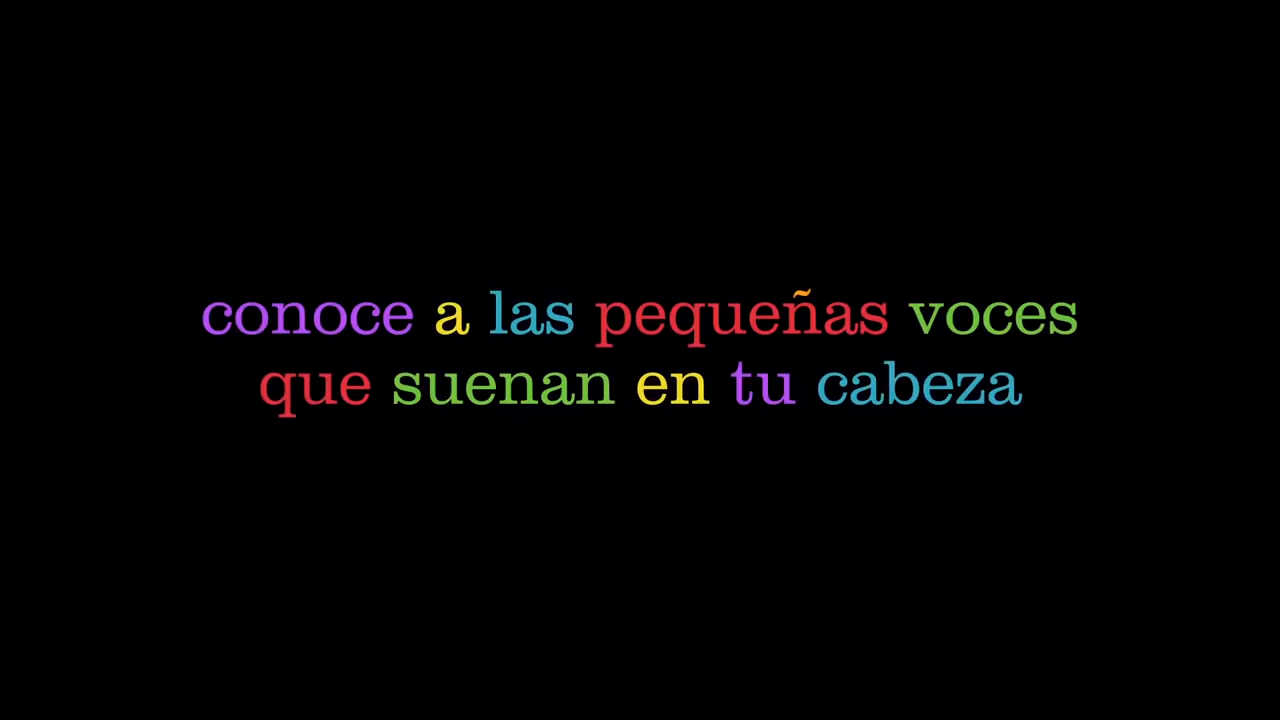 conoce a las pequeñas voces
que suenan en tu cabeza